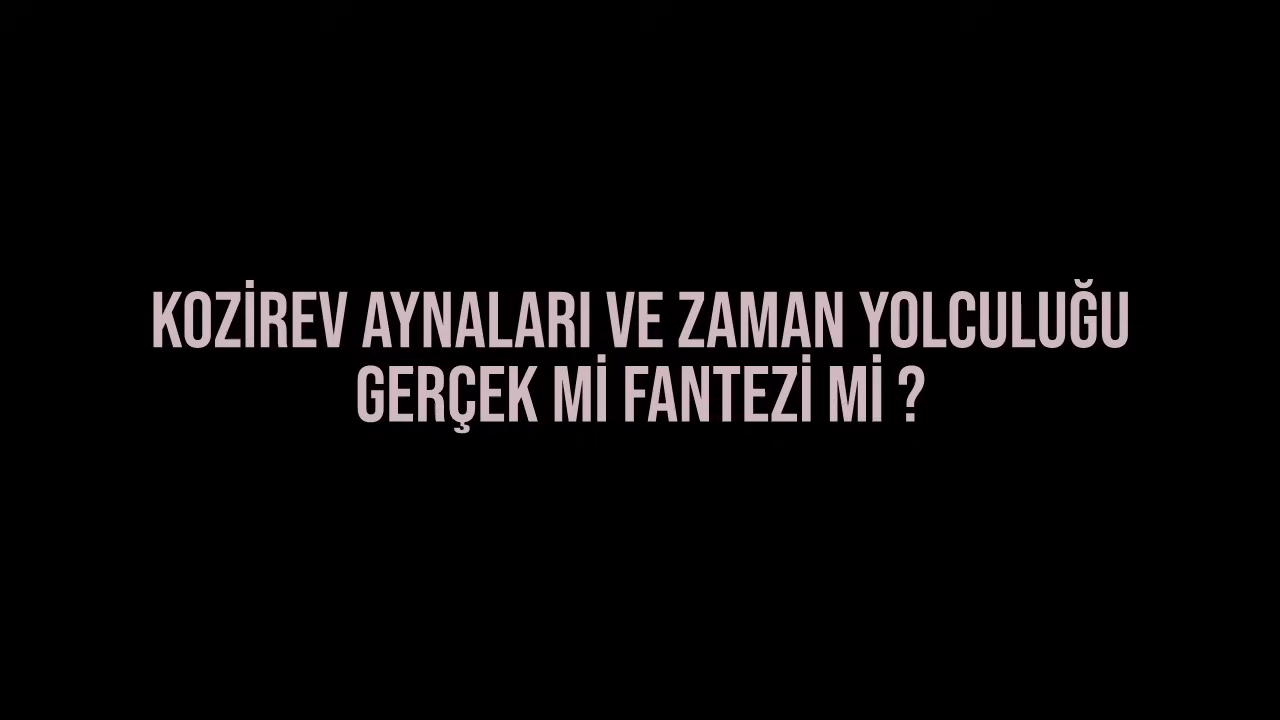 KOZİREV AYNALARI VE ZAMAN YOLCULUĞU
GERÇEK Mİ FANTEZİ Mİ ?